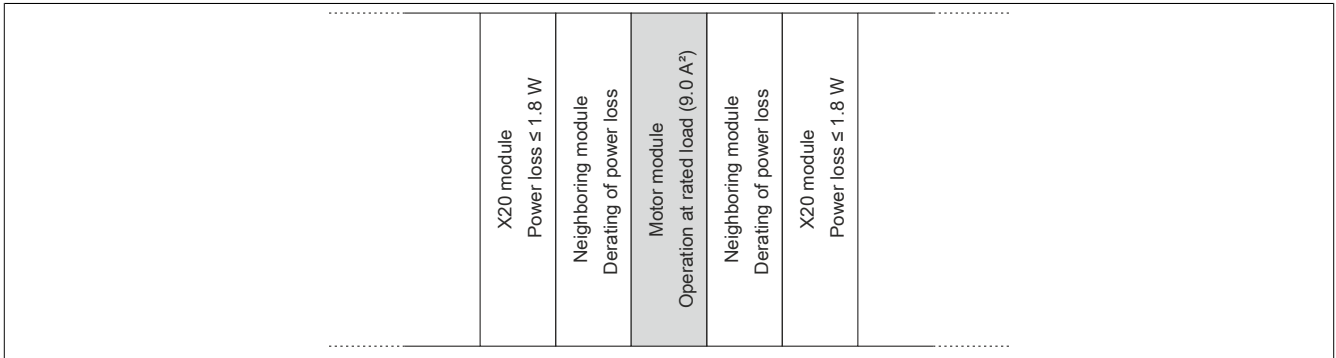 X20 module
Power loss ≤ 1.8 W
Neighboring module
Derating of power loss
Motor module
Operation at rated load (9.0 A²)
Neighboring module
Derating of power loss
X20 module
Power loss ≤ 1.8 W